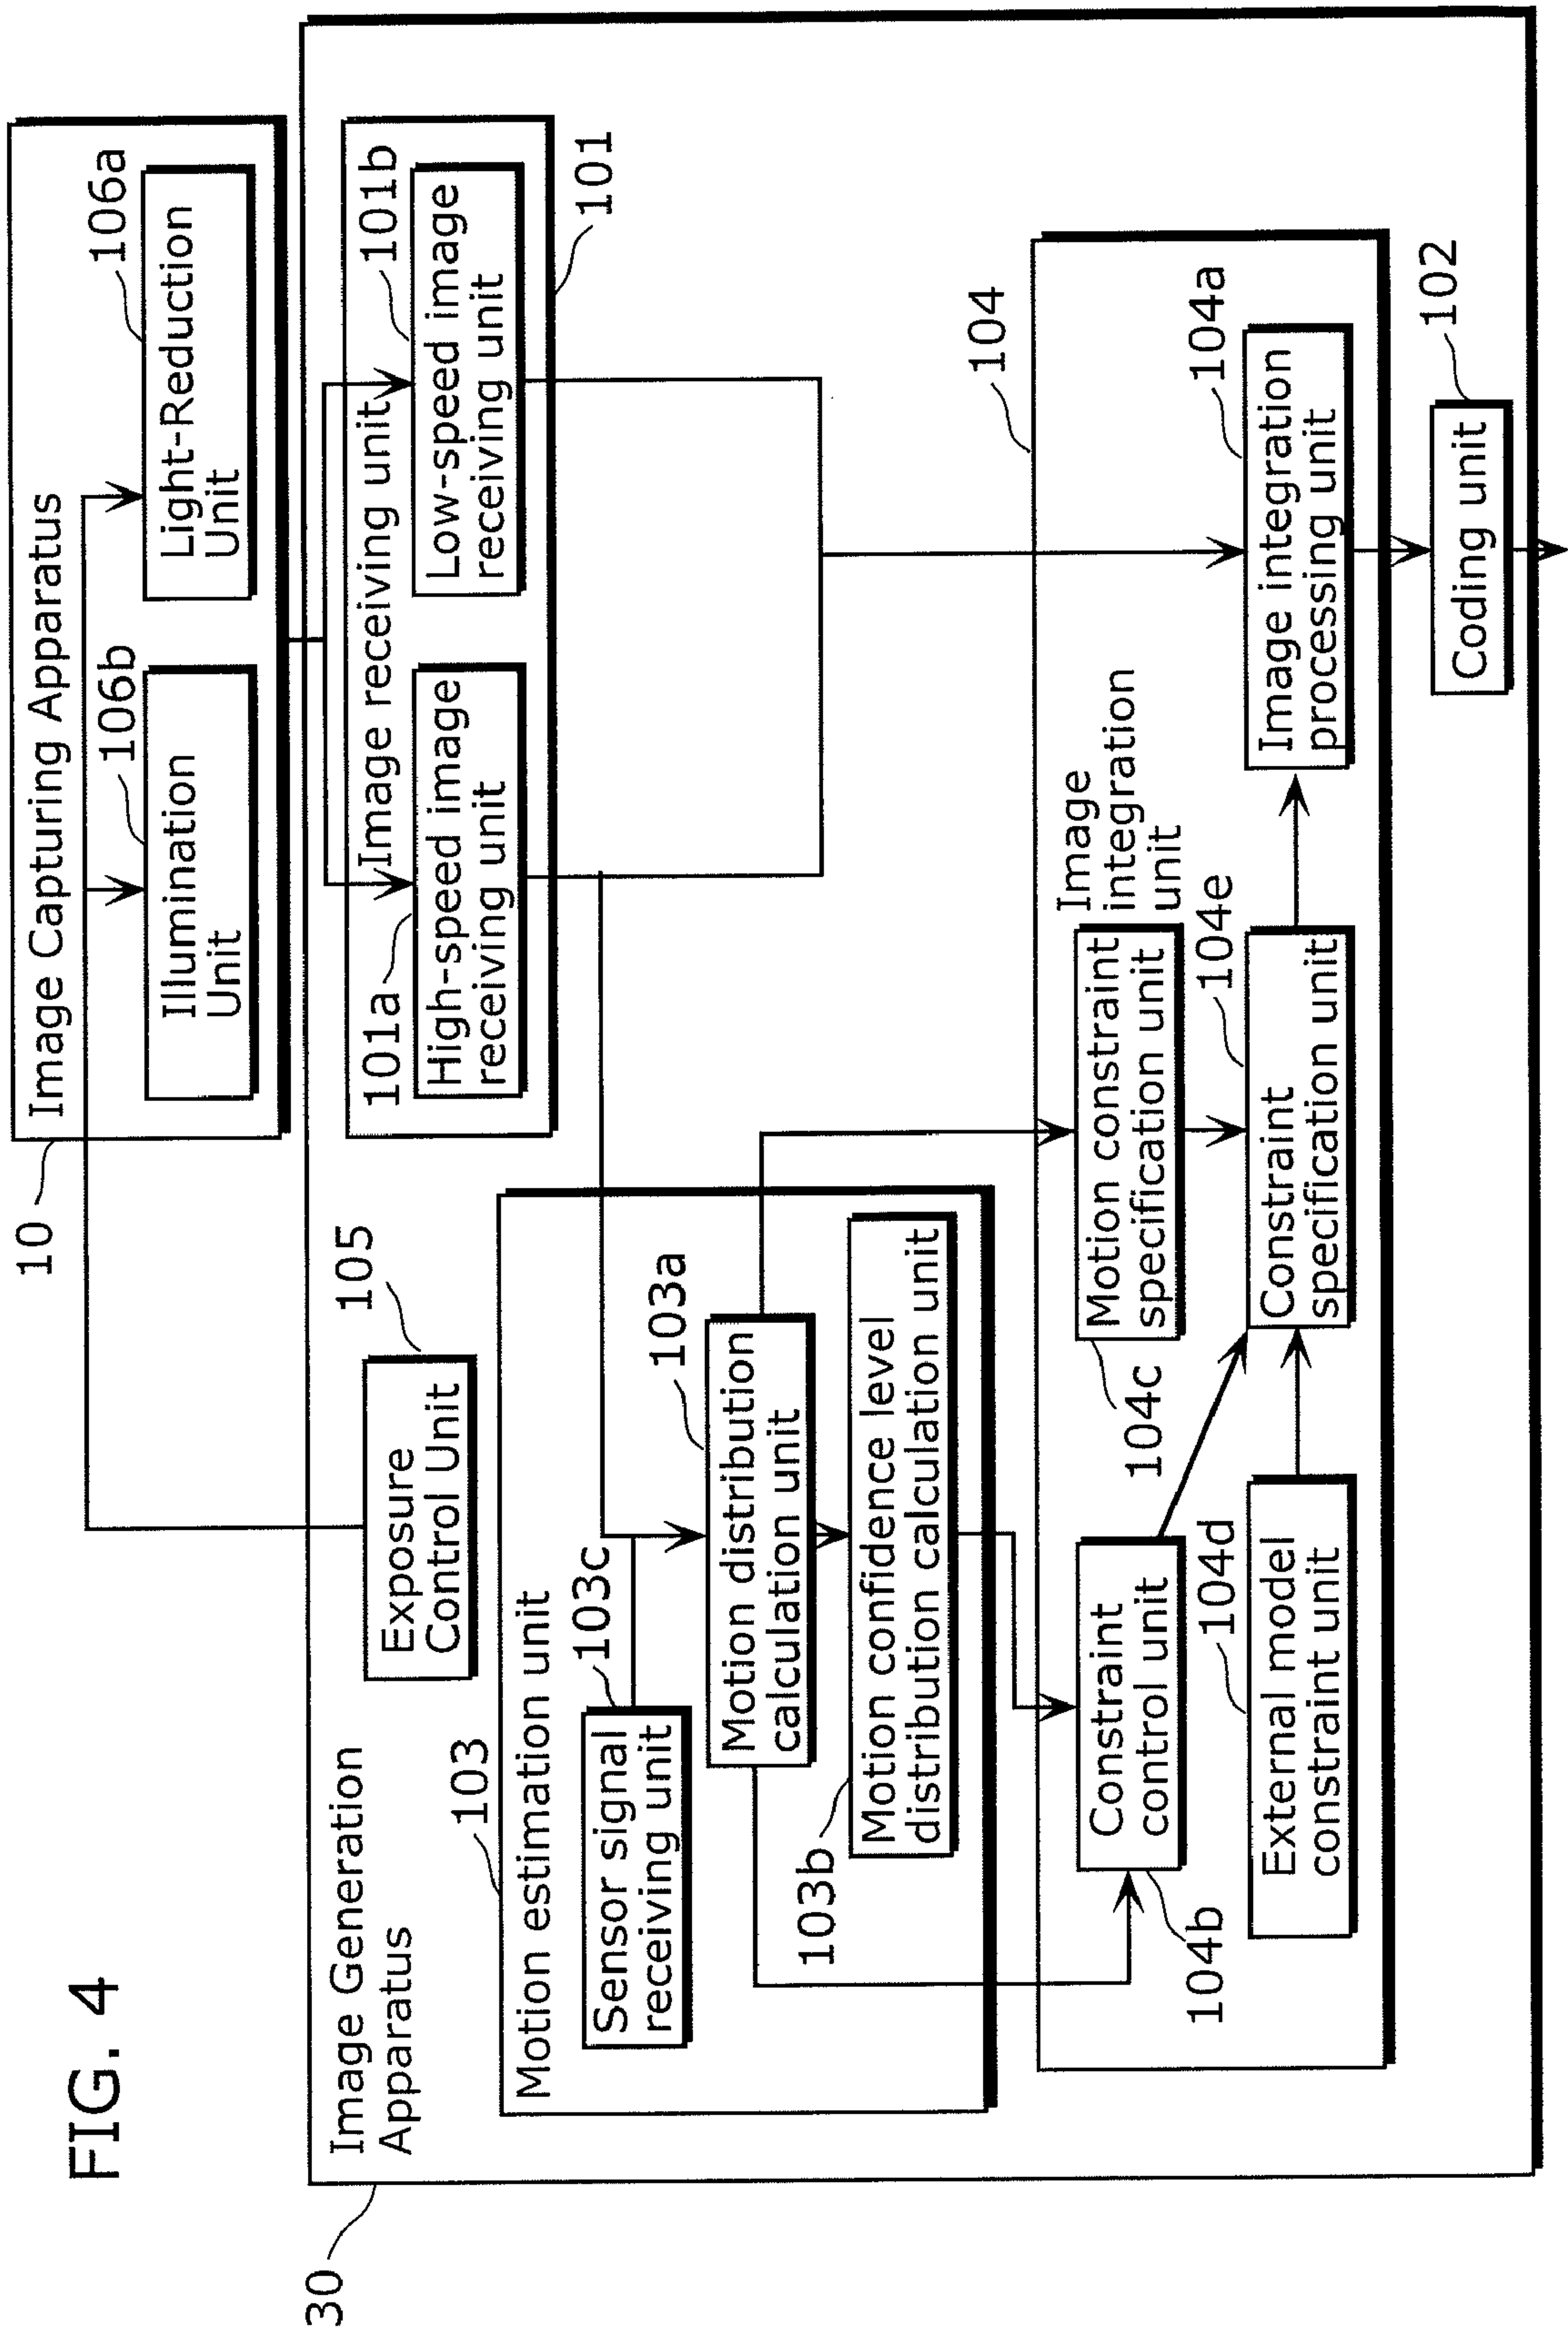 FIG. 4
10
Image Capturing Apparatus
106b
106a
Illumination
Unit
Light-Reduction
Unit
30
Image Generation
Apparatus
105
Exposure
Control Unit
Image receiving unit
101a
101b
High-speed image
receiving unit
Low-speed image
receiving unit
101
103
Motion estimation unit
103c
Sensor signal
receiving unit
103a
Motion distribution
calculation unit
103b
Motion confidence level
distribution calculation unit
104
Image
integration
unit
104b
Constraint
control unit
104c
Motion constraint
specification unit
104d
External model
constraint unit
104e
Constraint
specification unit
104a
Image integration
processing unit
102
Coding unit